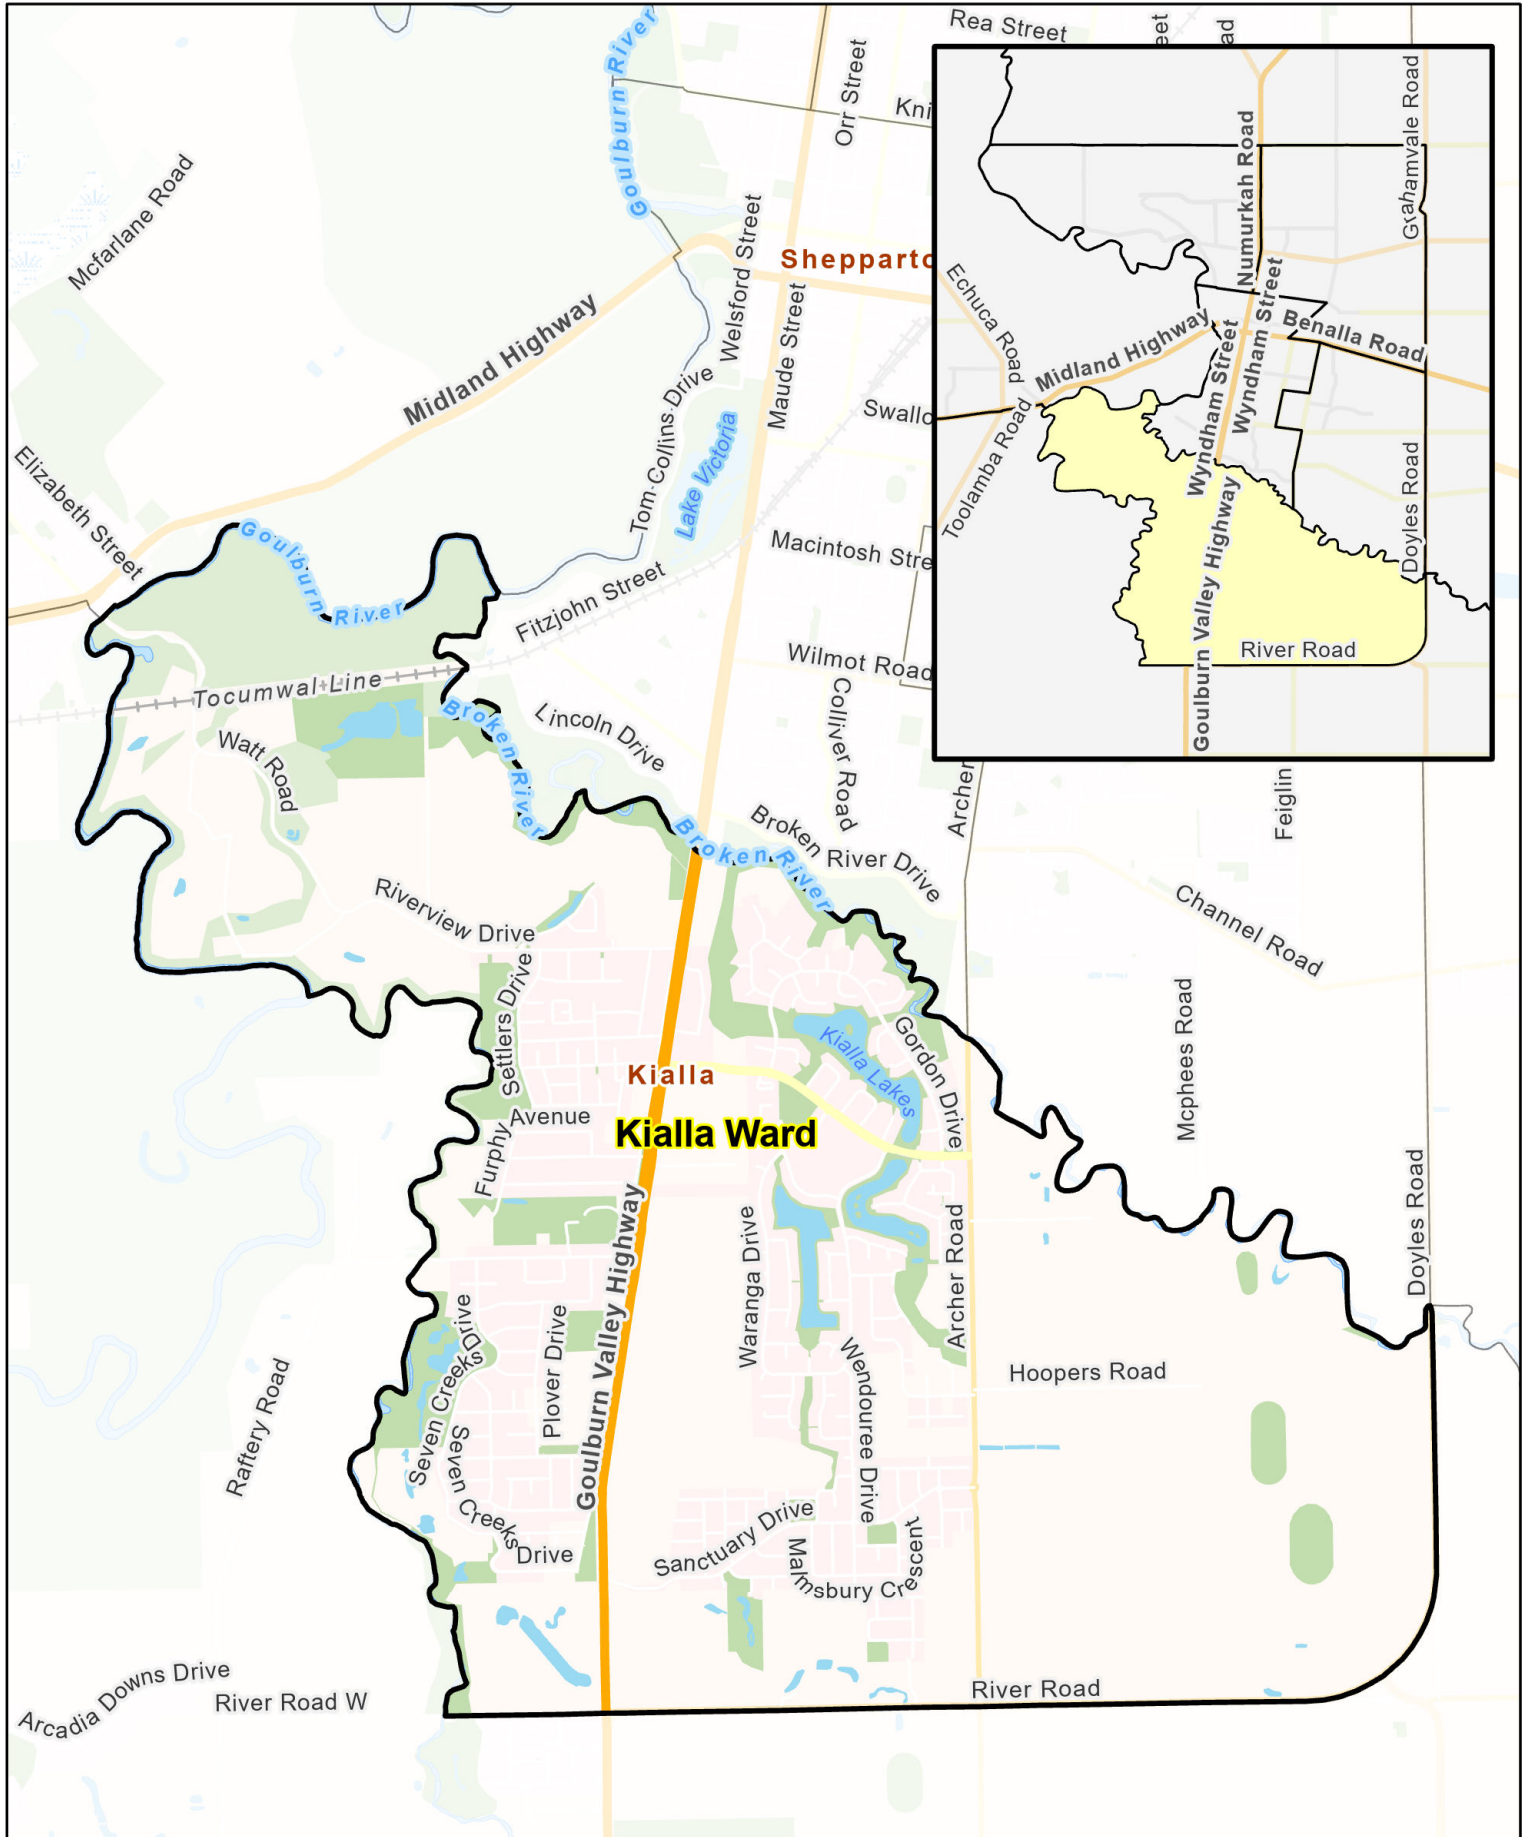 Rea Street
eet
ad
Goulburn River
Orr Street
Kni
Mcfarlane Road
Welsford Street
Shepparto
Maude Street
Midland Highway
Tom Collins Drive
Lake Victoria
Swallo
Elizabeth Street
Goulburn River
Fitzjohn Street
Macintosh Stre
Wilmot Road
Tocumwal Line
Broken River
Lincoln Drive
Colliver Road
Watt Road
Archer
Feiglin
Broken River
Broken River Drive
Riverview Drive
Channel Road
Settlers Drive
Mcphees Road
Gordon Drive
Kialla Lakes
Kialla
Furphy Avenue
Kialla Ward
Doyles Road
Goulburn Valley Highway
Waranga Drive
Archer Road
Seven Creeks Drive
Plover Drive
Wendouree Drive
Hoopers Road
Raftery Road
Seven Creeks Drive
Sanctuary Drive
Malmsbury Crescent
Arcadia Downs Drive
River Road W
River Road
Grahamvale Road
Numurkah Road
Echuca Road
Wyndham Street
Midland Highway
Benalla Road
Wyndham Street
Toolamba Road
Doyles Road
Goulburn Valley Highway
River Road